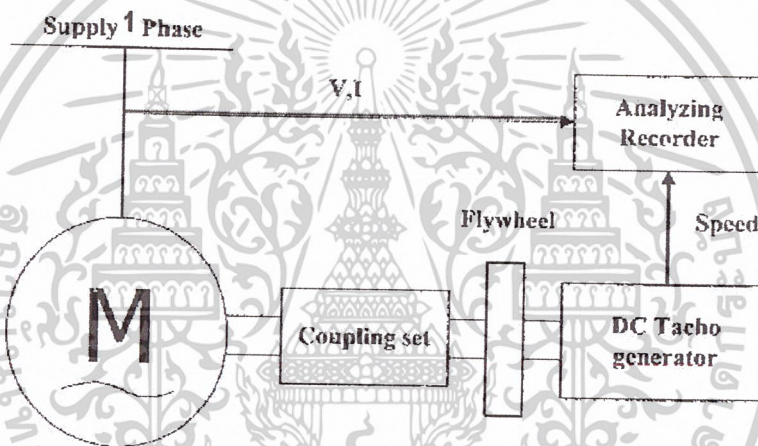 Supply 1 Phase
V,I
Analyzing
Recorder
Flywheel
Speed
M
Coupling set
DC Tacho
generator